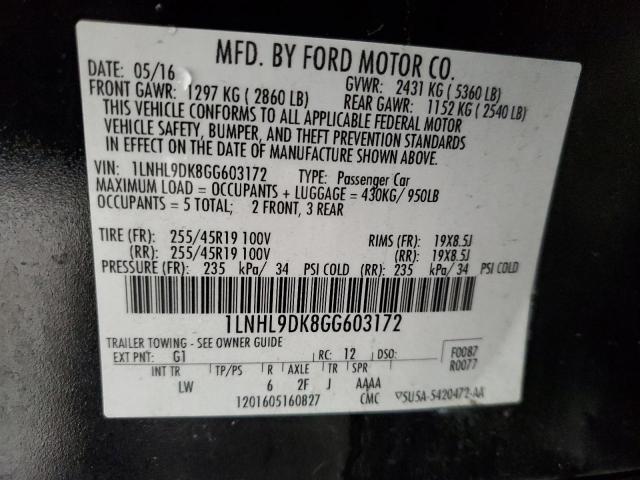 MFD. BY FORD MOTOR CO.
DATE: 05/16 GVWR: 2431 KG ( 5360 LB)
FRONT GAWR: 1297 KG ( 2860 LB) REAR GAWR: 1152 KG ( 2540 LB)
THIS VEHICLE CONFORMS TO ALL APPLICABLE FEDERAL MOTOR
VEHICLE SAFETY, BUMPER, AND THEFT PREVENTION STANDARDS
IN EFFECT ON THE DATE OF MANUFACTURE SHOWN ABOVE.
VIN: 1LNHL9DK8GG603172 TYPE: Passenger Car
MAXIMUM LOAD = OCCUPANTS + LUGGAGE = 430KG/ 950LB
OCCUPANTS = 5 TOTAL; 2 FRONT, 3 REAR
TIRE (FR): 255/45R19 100V RIMS (FR): 19X8.5J
(RR): 255/45R19 100V (RR): 19X8.5J
PRESSURE (FR): 235 kPa/ 34 PSI COLD (RR): 235 kPa/ 34 PSI COLD
1LNHL9DK8GG603172
TRAILER TOWING - SEE OWNER GUIDE
EXT PNT: G1 RC: 12 DSO: F0087
R0077
INT TR TP/PS R AXLE TR SPR
LW 6 2F J AAAA
1201605160827 CMC 5U5A-5420472-AA